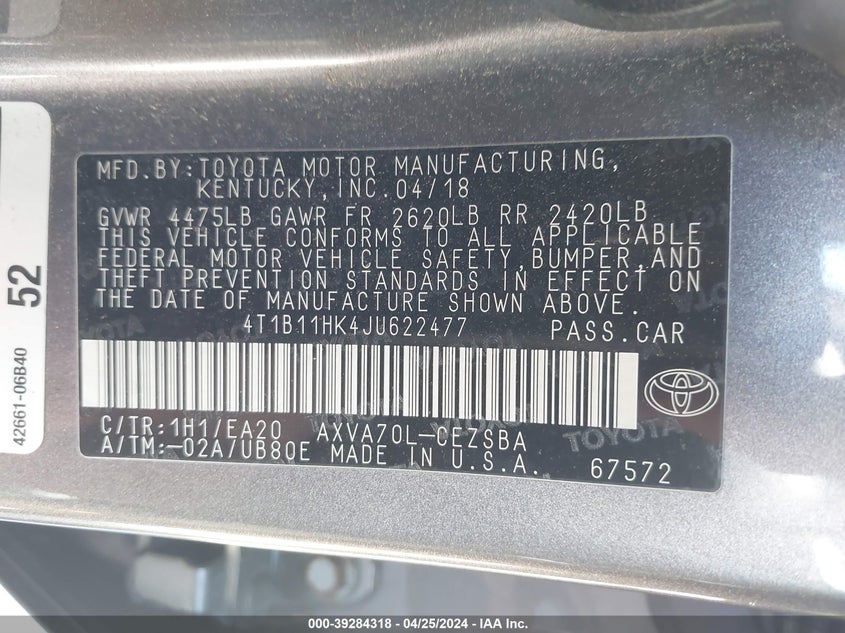 MFD.BY:TOYOTA MOTOR MANUFACTURING,
KENTUCKY,INC.04/18
GVWR 4475LB GAWR FR 2620LB RR 2420LB
THIS VEHICLE CONFORMS TO ALL APPLICABLE
FEDERAL MOTOR VEHICLE SAFETY,BUMPER,AND
THEFT PREVENTION STANDARDS IN EFFECT ON
THE DATE OF MANUFACTURE SHOWN ABOVE.
4T1B11HK4JU622477 PASS.CAR
C/TR:1H1/EA20 AXVA70L-CEZSBA
A/TM:-02A/UB80E MADE IN U.S.A. 67572
TOYOTA
52
42661-06B40
000-39284318 - 04/25/2024 - IAA Inc.